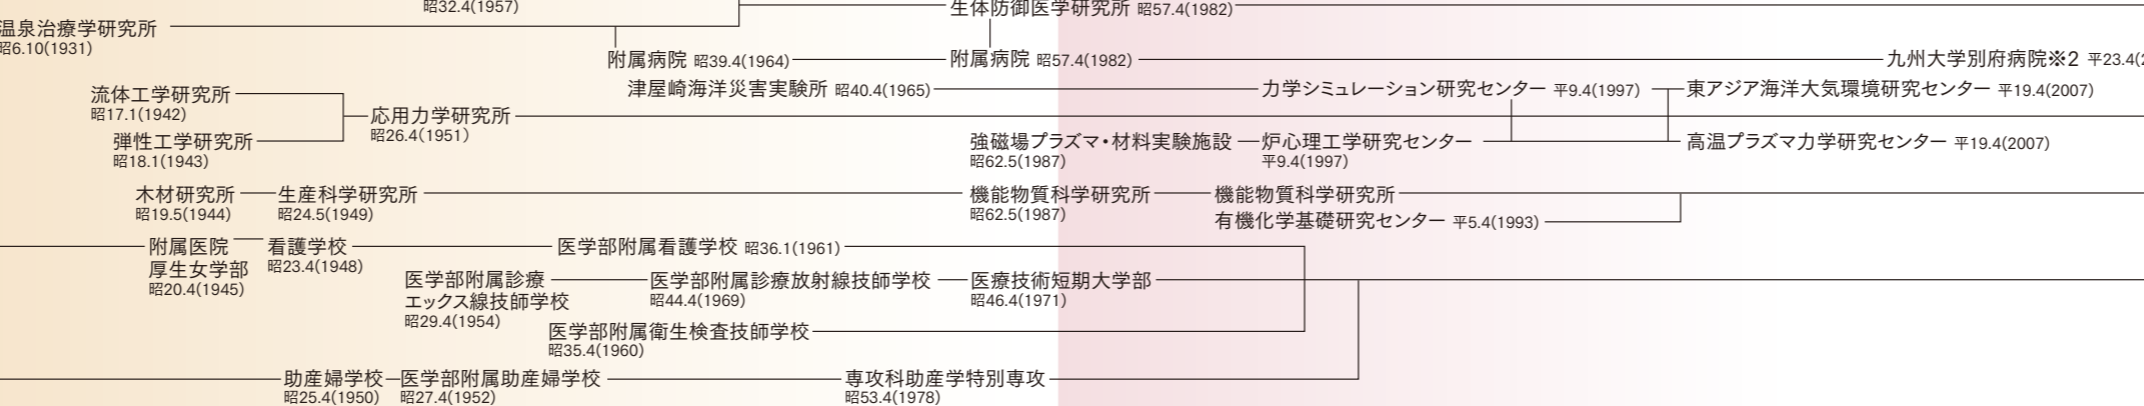 昭32.4(1957)
生体防御医学研究所 昭57.4(1982)
温泉治療学研究所
昭6.10(1931)
附属病院 昭39.4(1964)
附属病院 昭57.4(1982)
九州大学別府病院※2 平23.4(2
流体工学研究所
昭17.1(1942)
津屋崎海洋災害実験所 昭40.4(1965)
力学シミュレーション研究センター 平9.4(1997)
東アジア海洋大気環境研究センター 平19.4(2007)
応用力学研究所
昭26.4(1951)
弾性工学研究所
昭18.1(1943)
強磁場プラズマ・材料実験施設
昭62.5(1987)
炉心理工学研究センター
平9.4(1997)
高温プラズマ力学研究センター 平19.4(2007)
木材研究所
昭19.5(1944)
生産科学研究所
昭24.5(1949)
機能物質科学研究所
昭62.5(1987)
機能物質科学研究所
有機化学基礎研究センター 平5.4(1993)
附属医院
厚生女学部
昭20.4(1945)
看護学校
昭23.4(1948)
医学部附属看護学校 昭36.1(1961)
医学部附属診療
エックス線技師学校
昭29.4(1954)
医学部附属診療放射線技師学校
昭44.4(1969)
医療技術短期大学部
昭46.4(1971)
医学部附属衛生検査技師学校
昭35.4(1960)
助産婦学校
昭25.4(1950)
医学部附属助産婦学校
昭27.4(1952)
専攻科助産学特別専攻
昭53.4(1978)